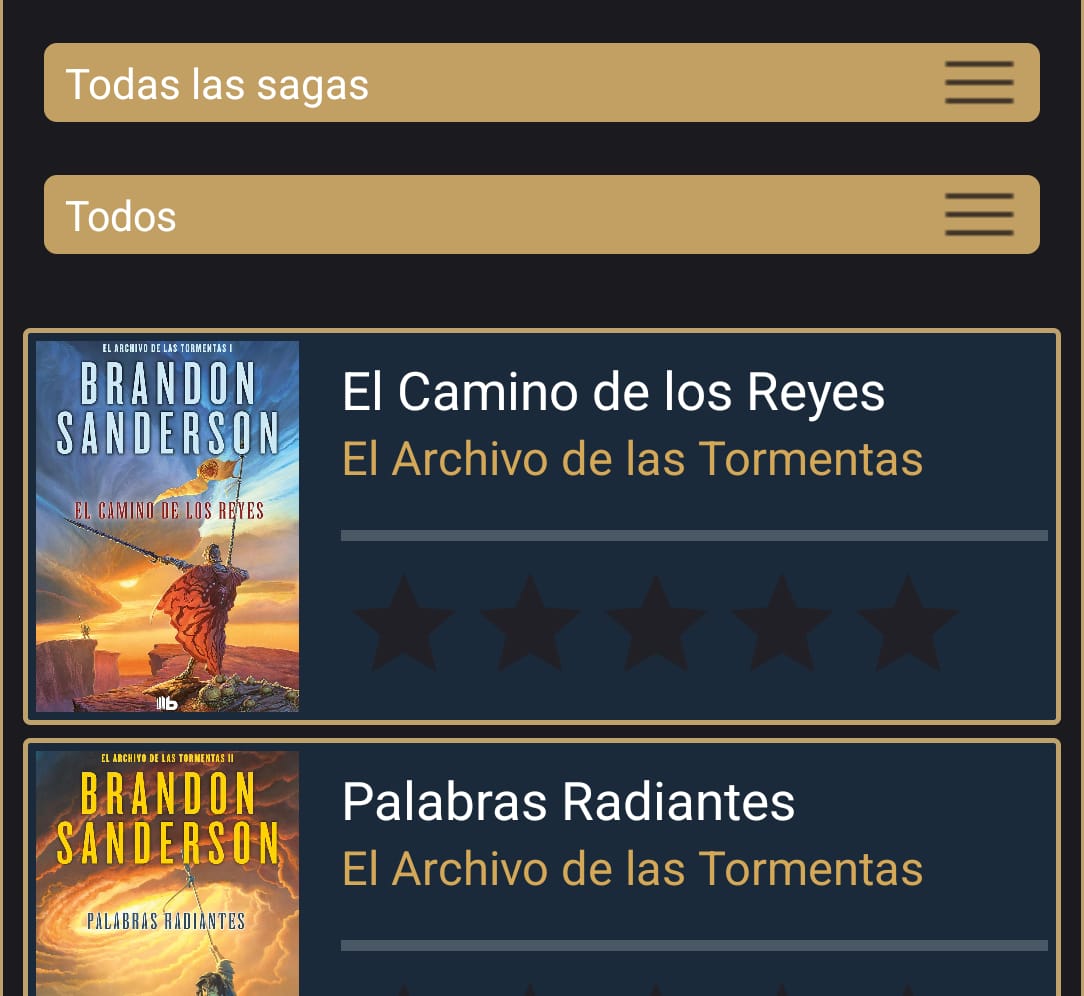 Todas las sagas
Todos
EL ARCHIVO DE LAS TORMENTAS I
BRANDON
SANDERSON
EL CAMINO DE LOS REYES
El Camino de los Reyes
El Archivo de las Tormentas
EL ARCHIVO DE LAS TORMENTAS II
BRANDON
SANDERSON
PALABRAS RADIANTES
Palabras Radiantes
El Archivo de las Tormentas